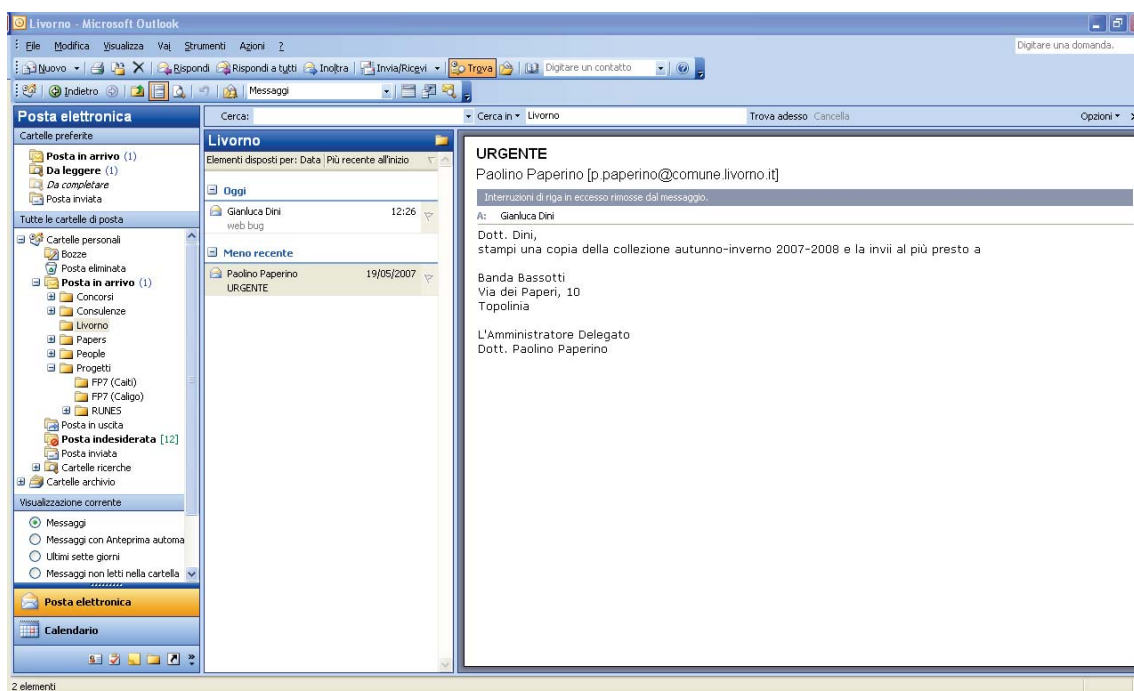 Livorno - Microsoft Outlook
File Modifica Visualizza Vai Strumenti Azioni ? Digitare una domanda.
Nuovo Rispondi Rispondi a tutti Inoltra Invia/Ricevi Trova Digitare un contatto
Indietro Messaggi
Posta elettronica
Cerca: Cerca in Livorno Trova adesso Cancella Opzioni
Cartelle preferite
Posta in arrivo (1)
Da leggere (1)
Da completare
Posta inviata
Tutte le cartelle di posta
Cartelle personali
Bozze
Posta eliminata
Posta in arrivo (1)
Concorsi
Consulenze
Livorno
Papers
People
Progetti
FP7 (Caiti)
FP7 (Caligo)
RUNES
Posta in uscita
Posta indesiderata [12]
Posta inviata
Cartelle ricerche
Cartelle archivio
Visualizzazione corrente
Messaggi
Messaggi con Anteprima automa
Ultimi sette giorni
Messaggi non letti nella cartella
Posta elettronica
Calendario
2 elementi
Livorno
Elementi disposti per: Data Più recente all'inizio
Oggi
Gianluca Dini 12:26
web bug
Meno recente
Paolino Paperino 19/05/2007
URGENTE
URGENTE
Paolino Paperino [p.paperino@comune.livorno.it]
Interruzioni di riga in eccesso rimosse dal messaggio.
A: Gianluca Dini
Dott. Dini,
stampi una copia della collezione autunno-inverno 2007-2008 e la invii al più presto a
Banda Bassotti
Via dei Paperi, 10
Topolinia
L'Amministratore Delegato
Dott. Paolino Paperino